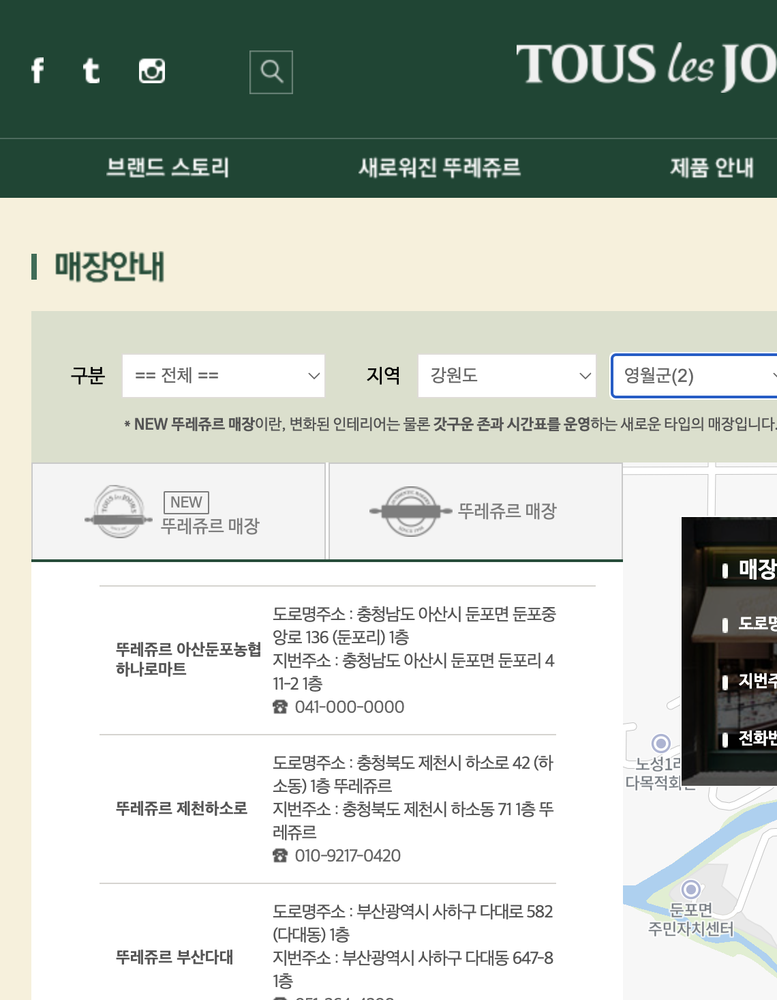 TOUS les JO
브랜드 스토리
새로워진 뚜레쥬르
제품 안내
매장안내
구분
== 전체 ==
지역
강원도
영월군(2)
* NEW 뚜레쥬르 매장이란, 변화된 인테리어는 물론 갓구운 존과 시간표를 운영하는 새로운 타입의 매장입니다.
NEW
뚜레쥬르 매장
뚜레쥬르 매장
뚜레쥬르 아산둔포농협
하나로마트
도로명주소 : 충청남도 아산시 둔포면 둔포중
앙로 136 (둔포리) 1층
지번주소 : 충청남도 아산시 둔포면 둔포리 4
11-2 1층
041-000-0000
뚜레쥬르 제천하소로
도로명주소 : 충청북도 제천시 하소로 42 (하
소동) 1층 뚜레쥬르
지번주소 : 충청북도 제천시 하소동 71 1층 뚜
레쥬르
010-9217-0420
뚜레쥬르 부산다대
도로명주소 : 부산광역시 사하구 다대로 582
(다대동) 1층
지번주소 : 부산광역시 사하구 다대동 647-8
1층
매장
도로명
지번주
전화번
노성1리
다목적회관
둔포면
주민자치센터